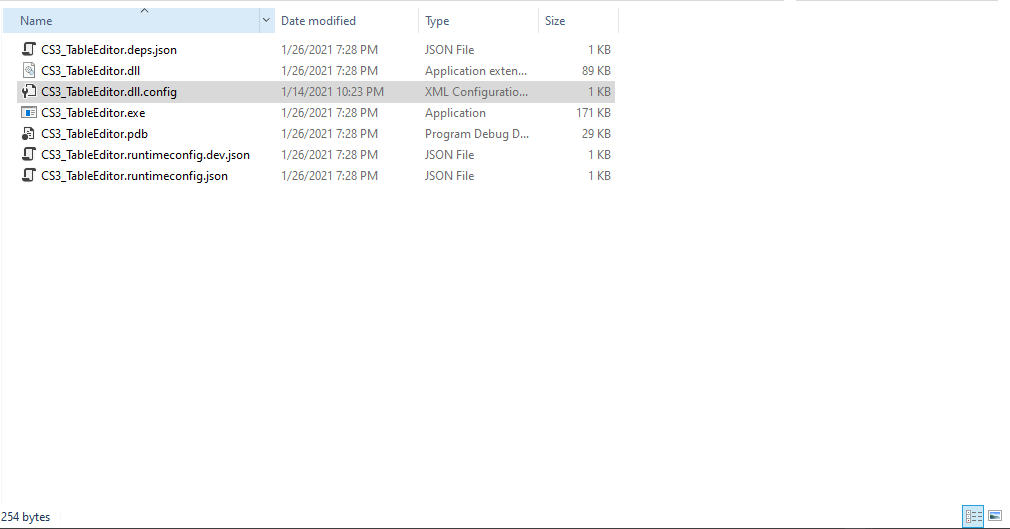 Name Date modified Type Size
CS3_TableEditor.deps.json 1/26/2021 7:28 PM JSON File 1 KB
CS3_TableEditor.dll 1/26/2021 7:28 PM Application exten... 89 KB
CS3_TableEditor.dll.config 1/14/2021 10:23 PM XML Configuratio... 1 KB
CS3_TableEditor.exe 1/26/2021 7:28 PM Application 171 KB
CS3_TableEditor.pdb 1/26/2021 7:28 PM Program Debug D... 29 KB
CS3_TableEditor.runtimeconfig.dev.json 1/26/2021 7:28 PM JSON File 1 KB
CS3_TableEditor.runtimeconfig.json 1/26/2021 7:28 PM JSON File 1 KB
254 bytes